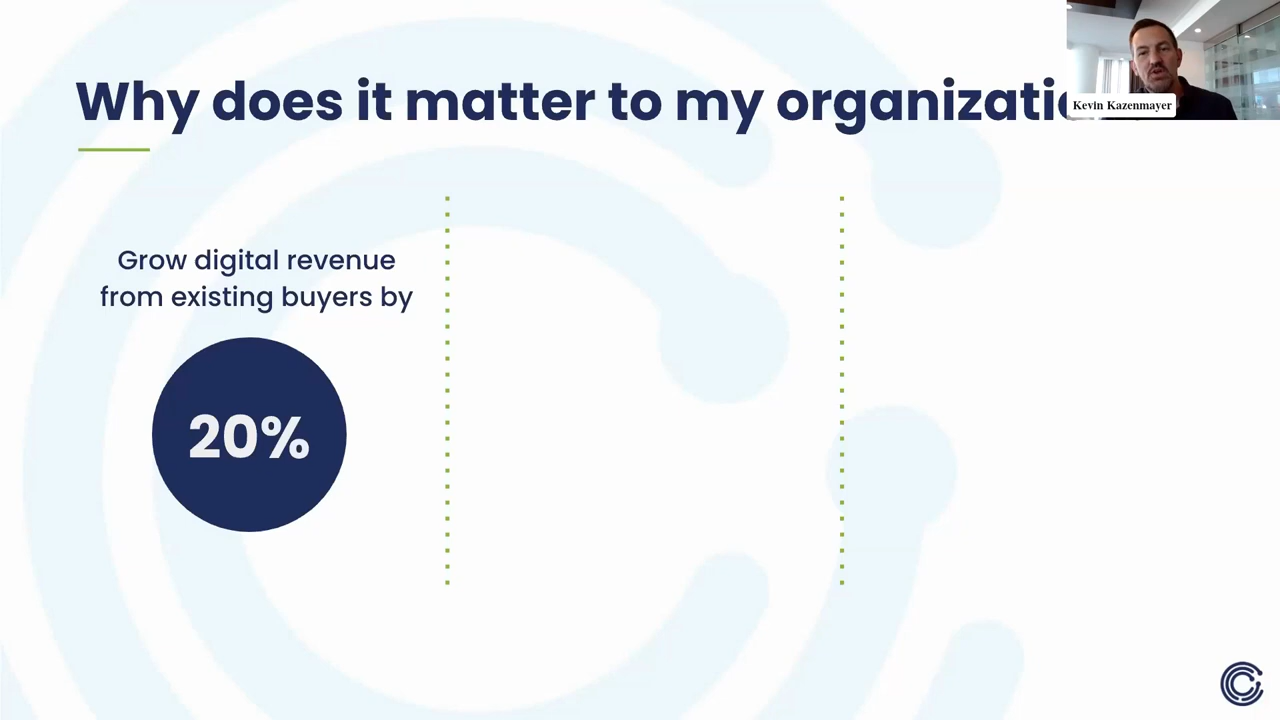 Why does it matter to my organizatio
Kevin Kazenmayer
Grow digital revenue
from existing buyers by
20%